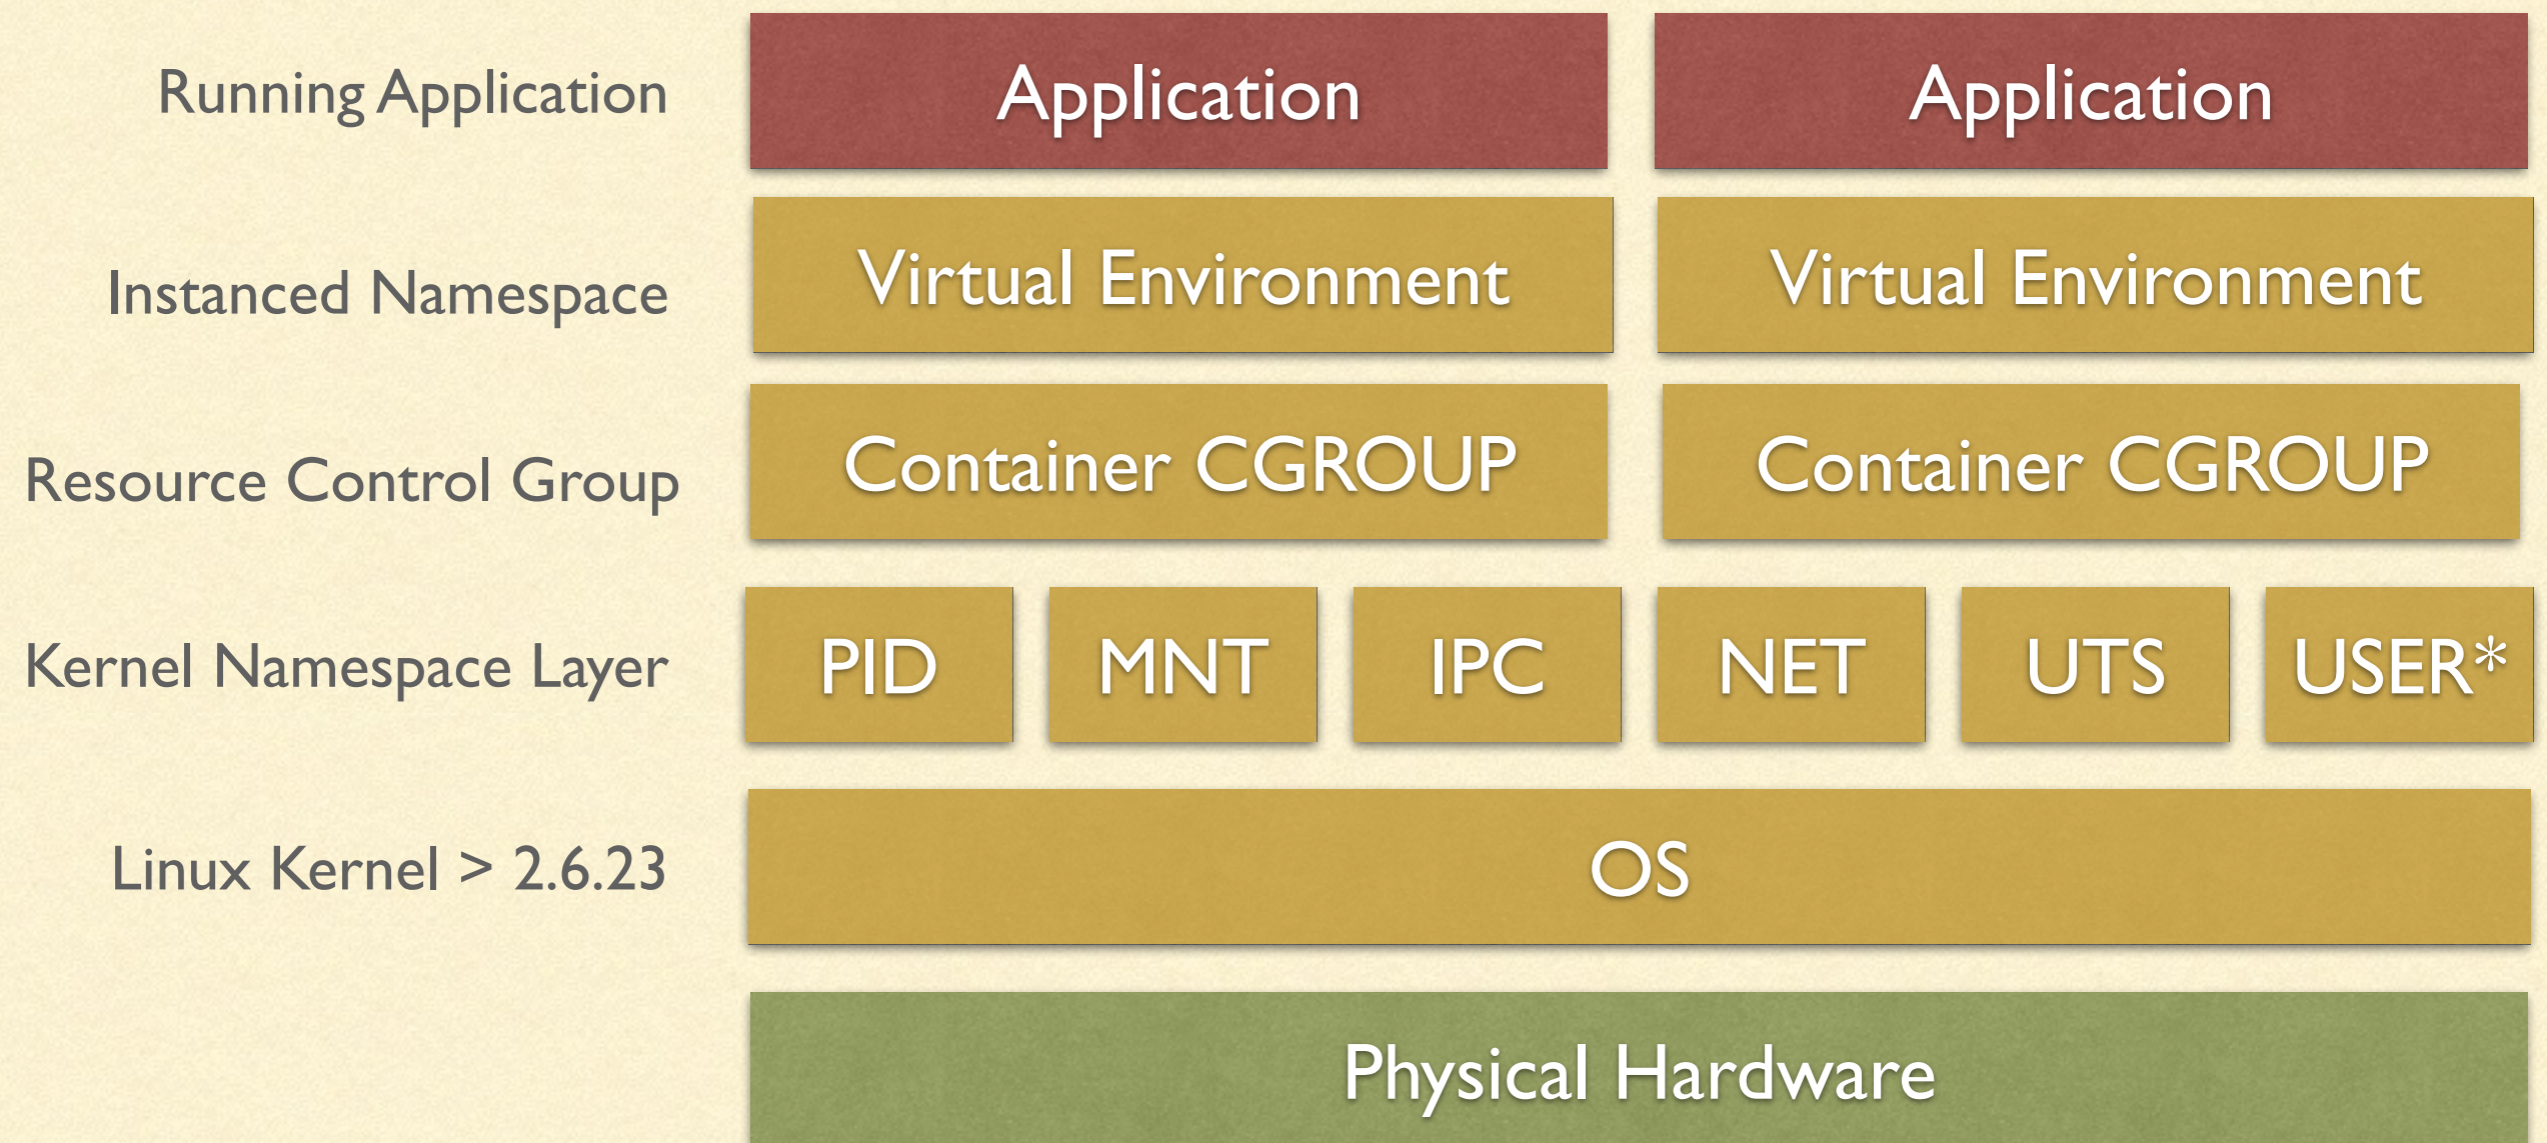 Running Application
Application
Application
Instanced Namespace
Virtual Environment
Virtual Environment
Resource Control Group
Container CGROUP
Container CGROUP
Kernel Namespace Layer
PID
MNT
IPC
NET
UTS
USER*
Linux Kernel > 2.6.23
OS
Physical Hardware